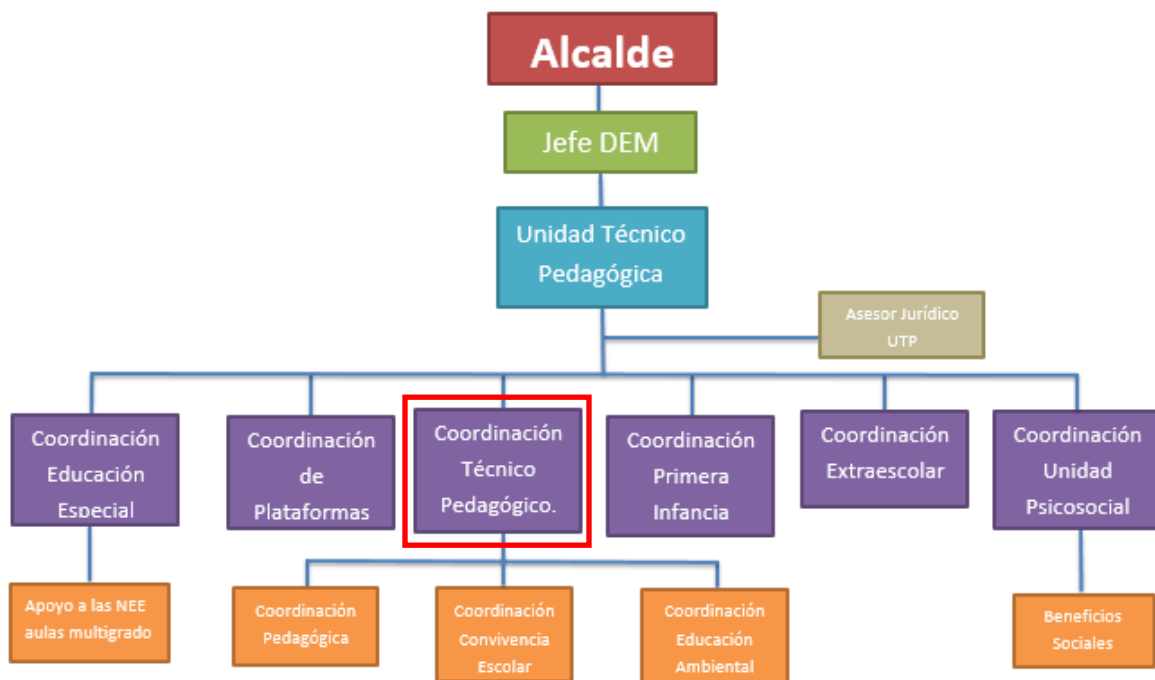 Alcalde
Jefe DEM
Unidad Técnico
Pedagógica
Asesor Jurídico
UTP
Coordinación
Educación
Especial
Coordinación
de
Plataformas
Coordinación
Técnico
Pedagógico.
Coordinación
Primera
Infancia
Coordinación
Extraescolar
Coordinación
Unidad
Psicosocial
Apoyo a las NEE
aulas multigrado
Coordinación
Pedagógica
Coordinación
Convivencia
Escolar
Coordinación
Educación
Ambiental
Beneficios
Sociales